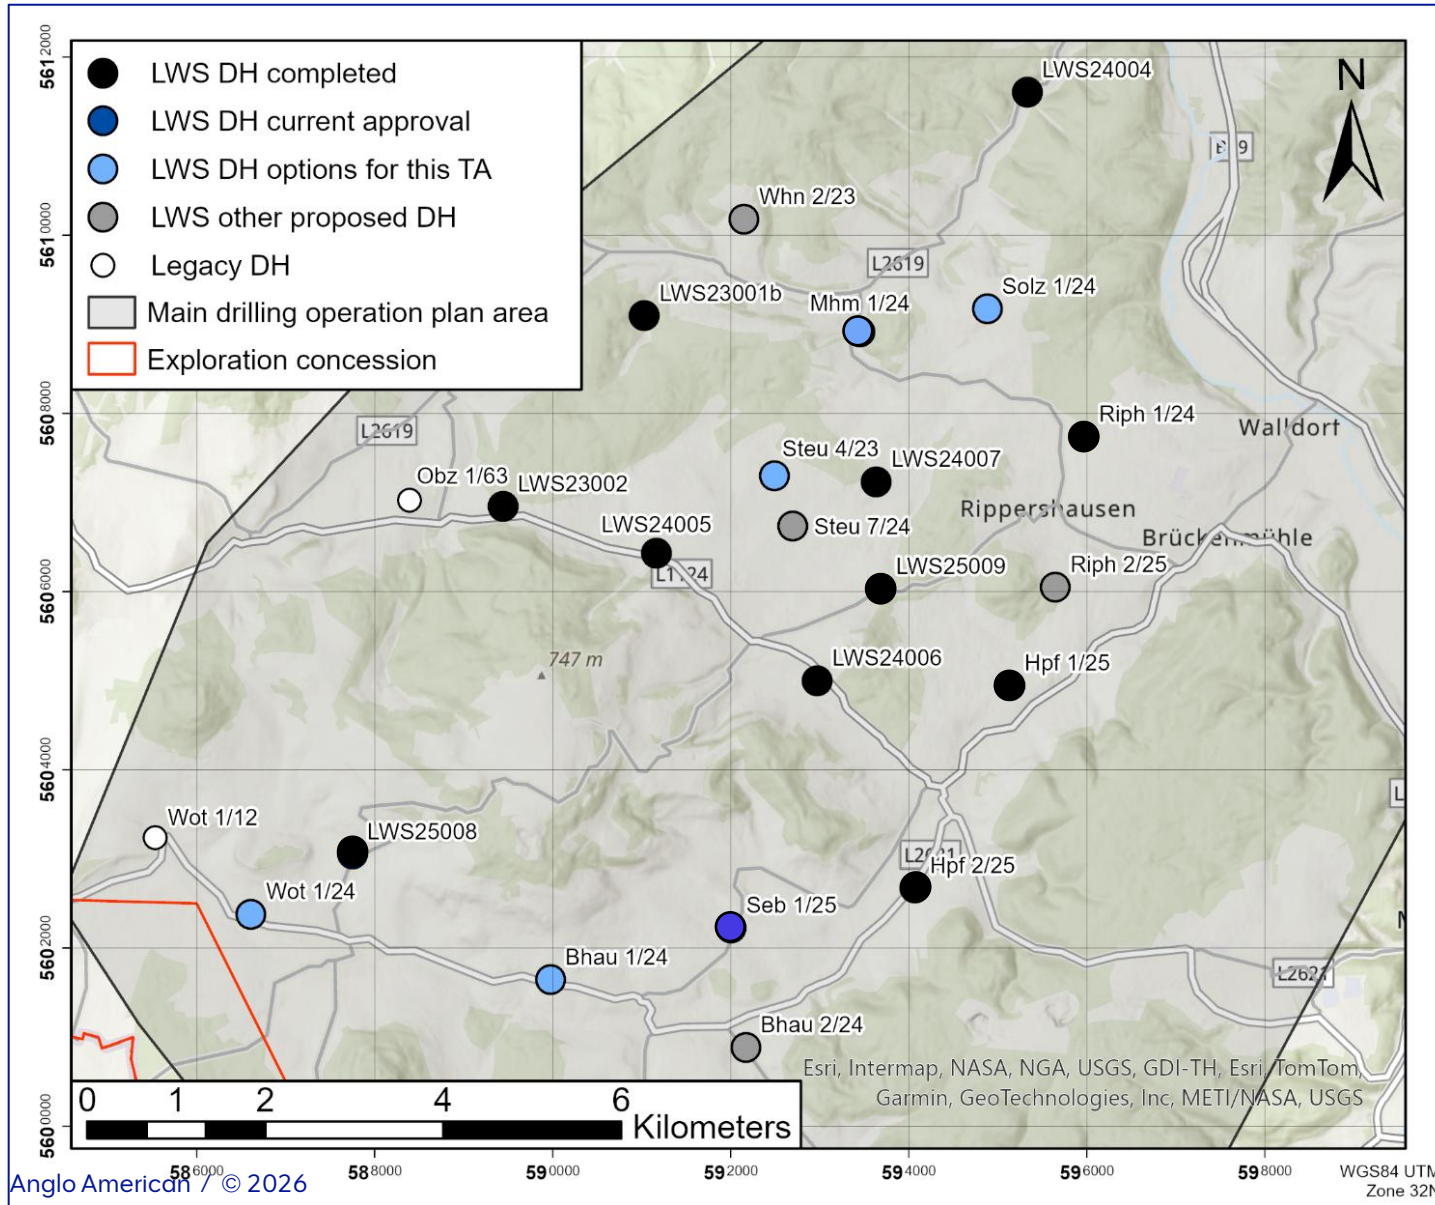 LWS DH completed
LWS DH current approval
LWS DH options for this TA
LWS other proposed DH
Legacy DH
Main drilling operation plan area
Exploration concession
N
LWS24004
Whn 2/23
L2619
Solz 1/24
LWS23001b
Mhm 1/24
L2619
Riph 1/24
Walldorf
Steu 4/23
LWS24007
Obz 1/63
LWS23002
Rippershausen
LWS24005
Steu 7/24
Brückenmühle
L1124
LWS25009
Riph 2/25
747 m
LWS24006
Hpf 1/25
Wot 1/12
LWS25008
L2621
Hpf 2/25
Wot 1/24
Seb 1/25
Bhau 1/24
L2621
Bhau 2/24
Esri, Intermap, NASA, NGA, USGS, GDI-TH, Esri, TomTom,
Garmin, GeoTechnologies, Inc, METI/NASA, USGS
0 1 2 4 6
Kilometers
5612000
5610000
5608000
5606000
5604000
5602000
5600000
586000 588000 590000 592000 594000 596000 598000
WGS84 UTM
Zone 32N
Anglo American / © 2026